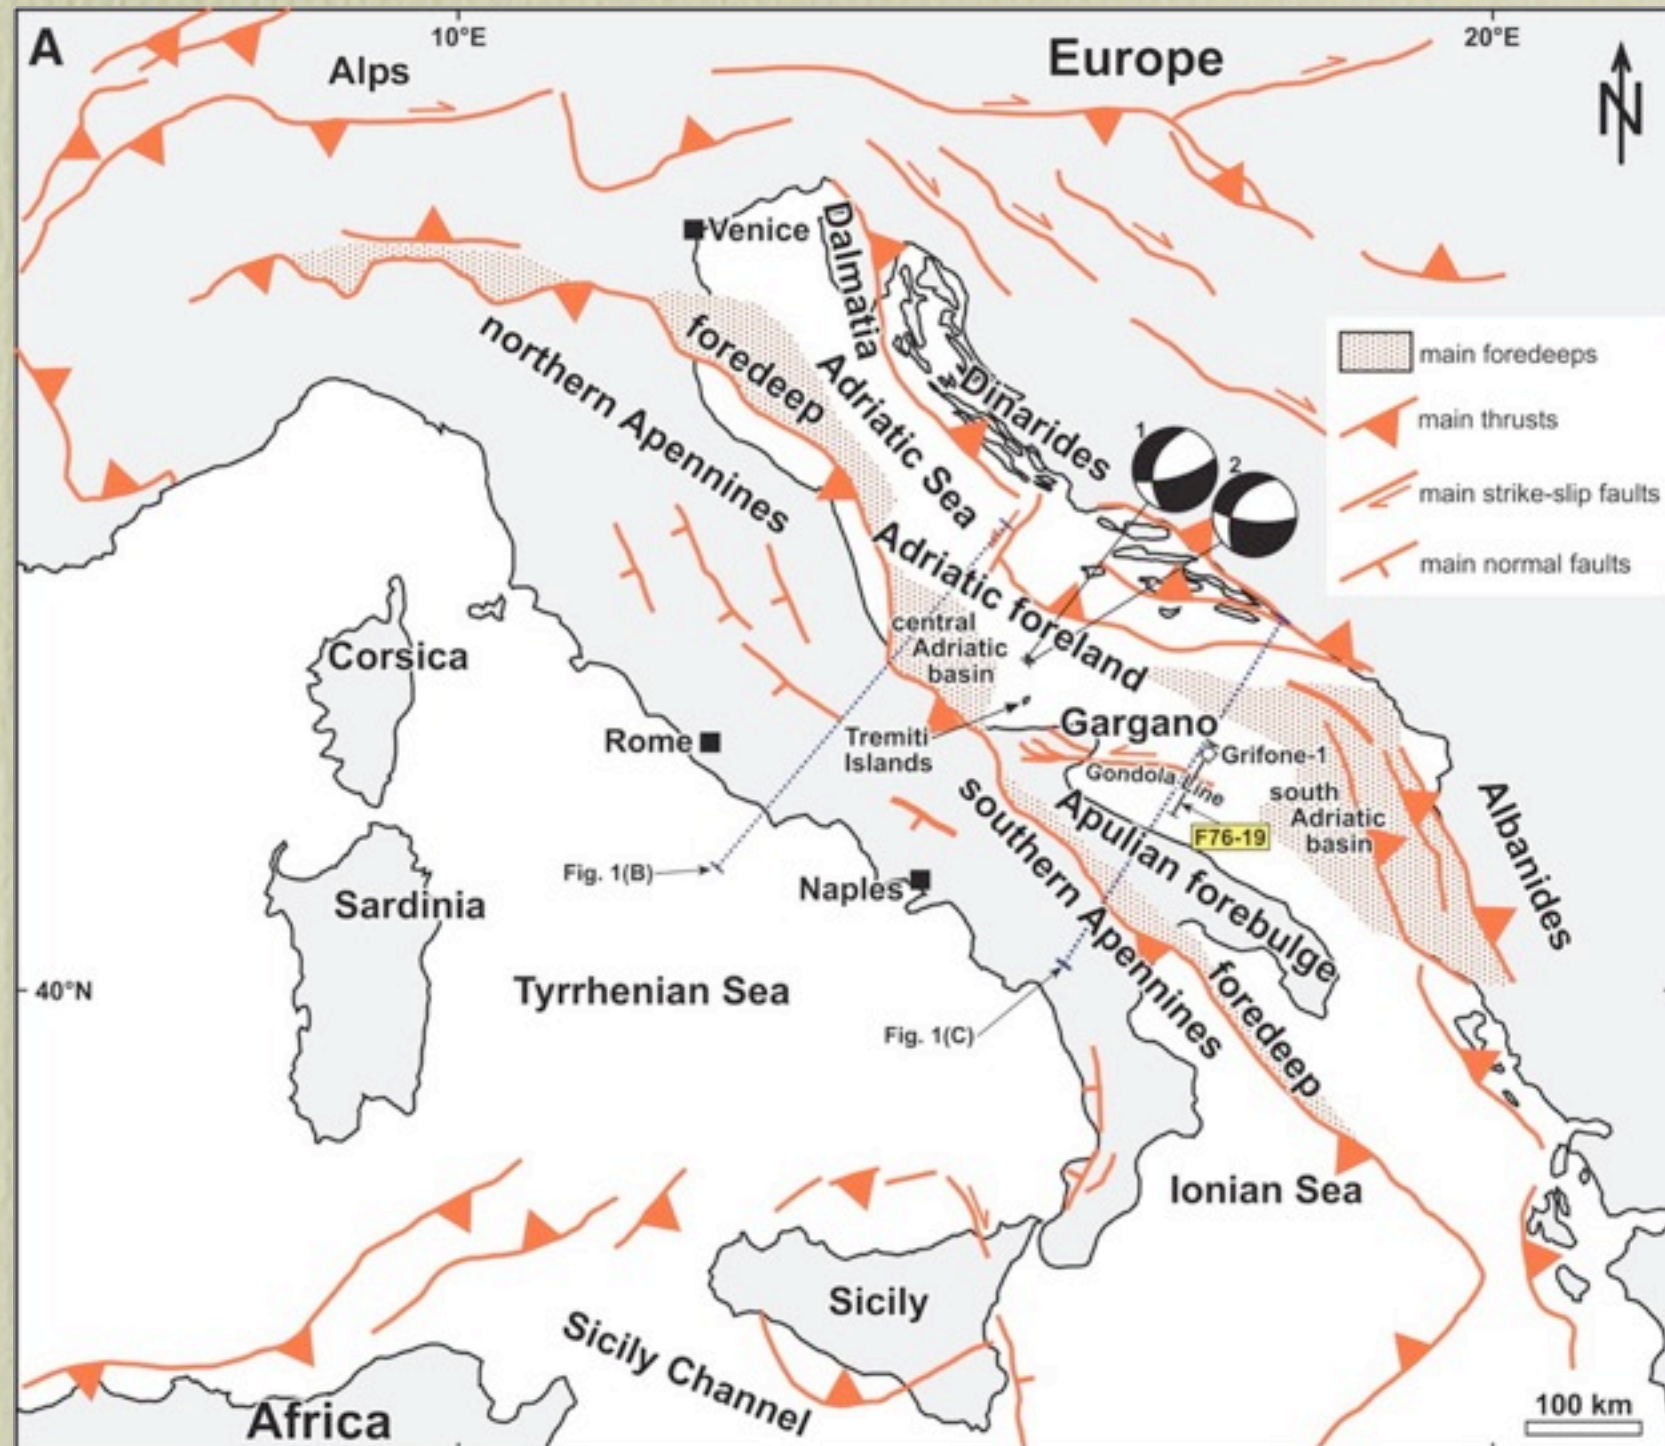 A
10°E
20°E
Alps
Europe
N
Venice
Dalmatia
northern Apennines
foredeep
Adriatic Sea
Dinarides
main foredeeps
main thrusts
main strike-slip faults
main normal faults
1
2
Adriatic foreland
central
Adriatic
basin
Corsica
Rome
Tremiti
Islands
Gargano
Grifone-1
Gondola Line
south
Adriatic
basin
F76-19
Albanides
southern Apennines
Apulian forebulge
Fig. 1(B)
Naples
Sardinia
40°N
Tyrrhenian Sea
foredeep
Fig. 1(C)
Ionian Sea
Sicily
Sicily Channel
Africa
100 km